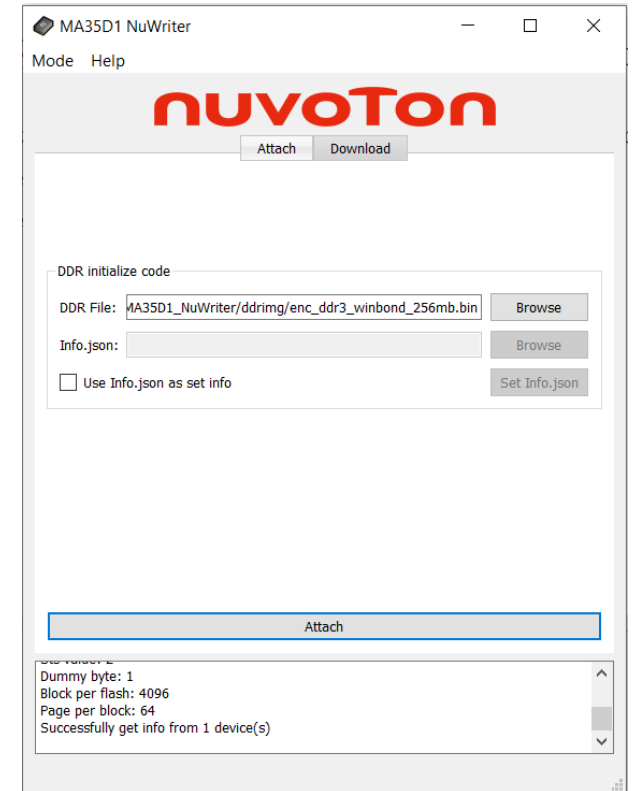 MA35D1 NuWriter
Mode Help
nuvoton
Attach Download
DDR initialize code
DDR File: MA35D1_NuWriter/ddrimg/enc_ddr3_winbond_256mb.bin Browse
Info.json: Browse
Use Info.json as set info Set Info.json
Attach
Dummy byte: 1
Block per flash: 4096
Page per block: 64
Successfully get info from 1 device(s)